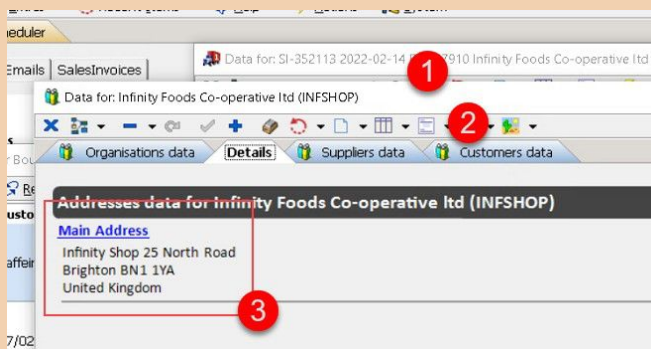 heduler
Emails SalesInvoices
Data for: SI-352113 2022-02-14
7910 Infinity Foods Co-operative ltd
1
Data for: Infinity Foods Co-operative ltd (INFSHOP)
2
Organisations data Details Suppliers data Customers data
Addresses data for Infinity Foods Co-operative ltd (INFSHOP)
Main Address
Infinity Shop 25 North Road
Brighton BN1 1YA
United Kingdom
3
7/02